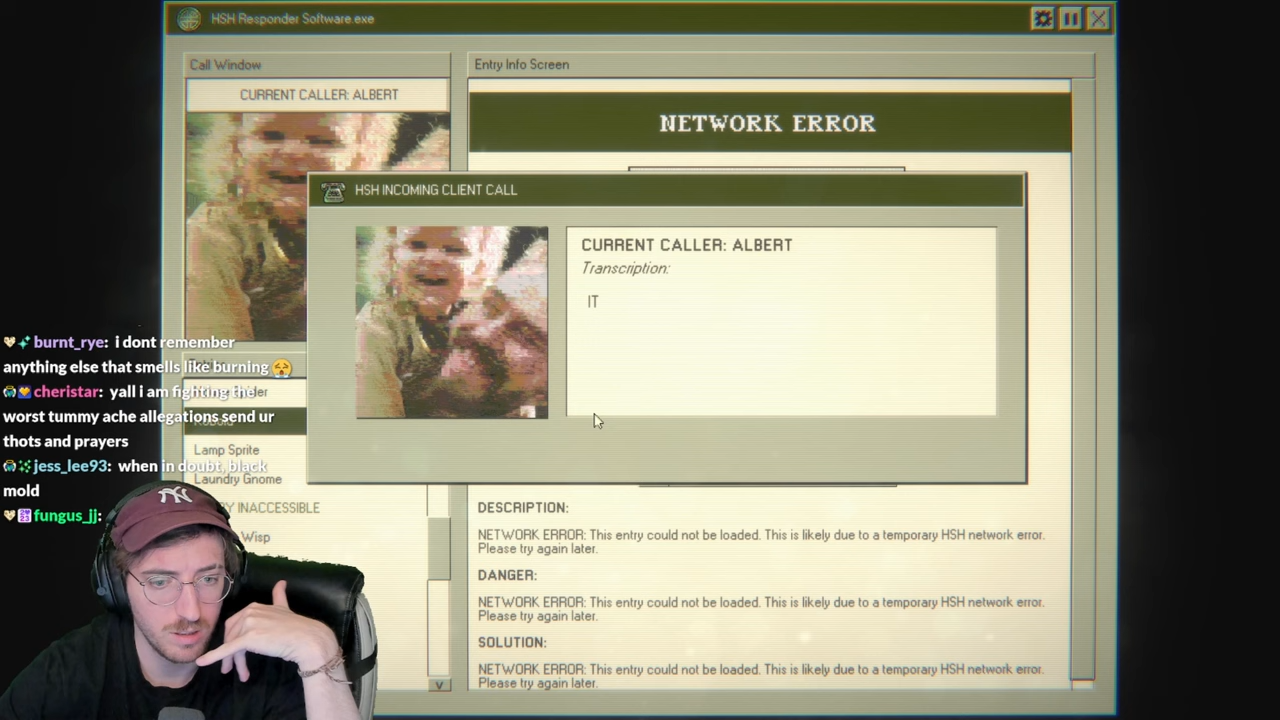 HSH Responder Software.exe
Call Window
Entry Info Screen
CURRENT CALLER: ALBERT
NETWORK ERROR
HSH INCOMING CLIENT CALL
CURRENT CALLER: ALBERT
Transcription:
IT
burnt_rye: i dont remember
anything else that smells like burning
cheristar: yall i am fighting the
worst tummy ache allegations send ur
thots and prayers
jess_lee93: when in doubt, black
mold
fungus_jj:
Lamp Sprite
Laundry Gnome
INACCESSIBLE
Wisp
DESCRIPTION:
NETWORK ERROR: This entry could not be loaded. This is likely due to a temporary HSH network error.
Please try again later.
DANGER:
NETWORK ERROR: This entry could not be loaded. This is likely due to a temporary HSH network error.
Please try again later.
SOLUTION:
NETWORK ERROR: This entry could not be loaded. This is likely due to a temporary HSH network error.
Please try again later.